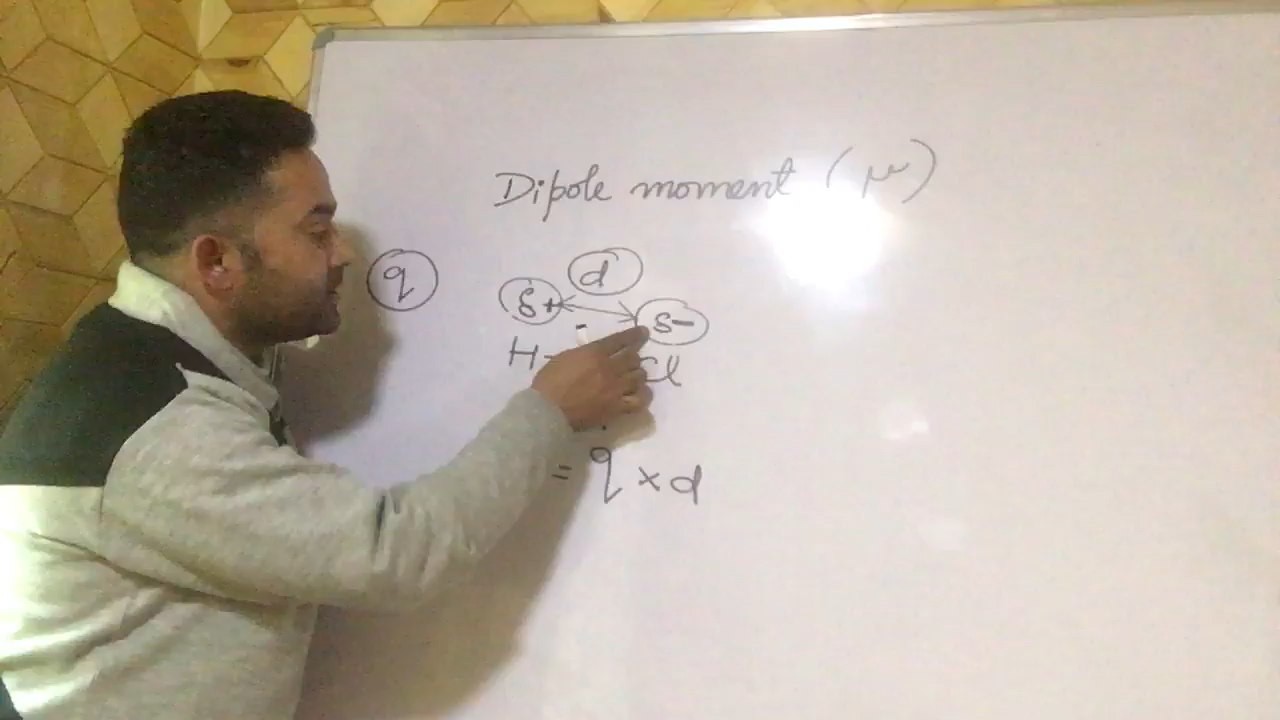 Dipole moment (μ)
q
d
δ+ δ-
H- Cl
= q × d